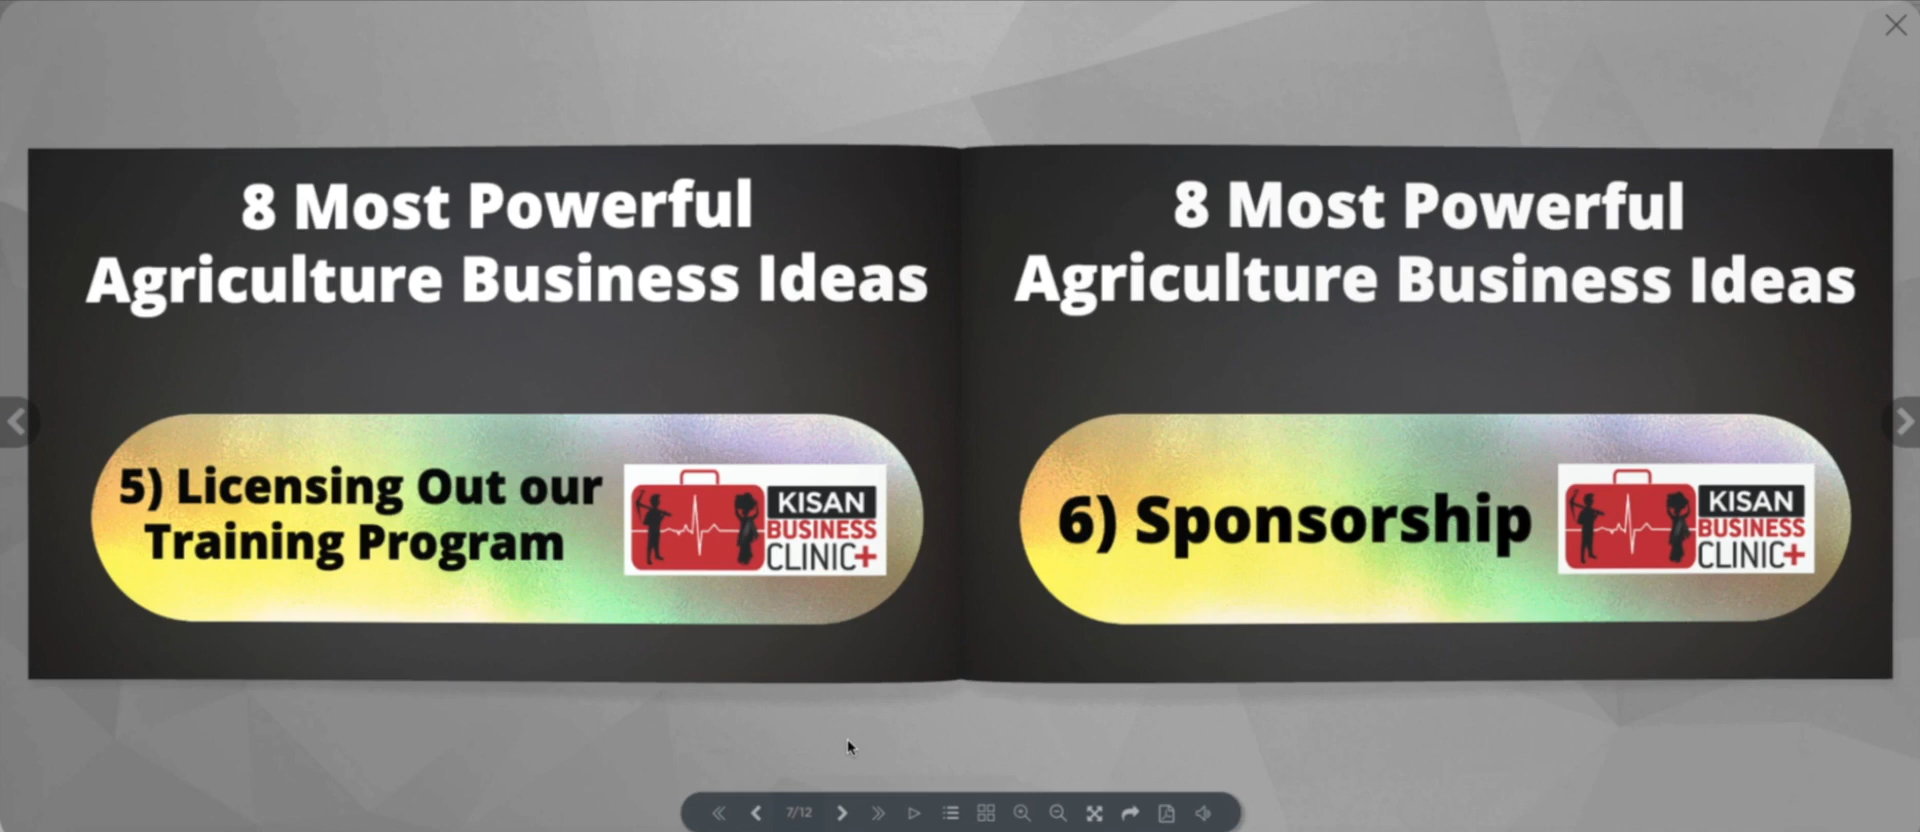 8 Most Powerful
Agriculture Business Ideas
5) Licensing Out our
Training Program
KISAN
BUSINESS
CLINIC+
8 Most Powerful
Agriculture Business Ideas
6) Sponsorship
KISAN
BUSINESS
CLINIC+
7/12